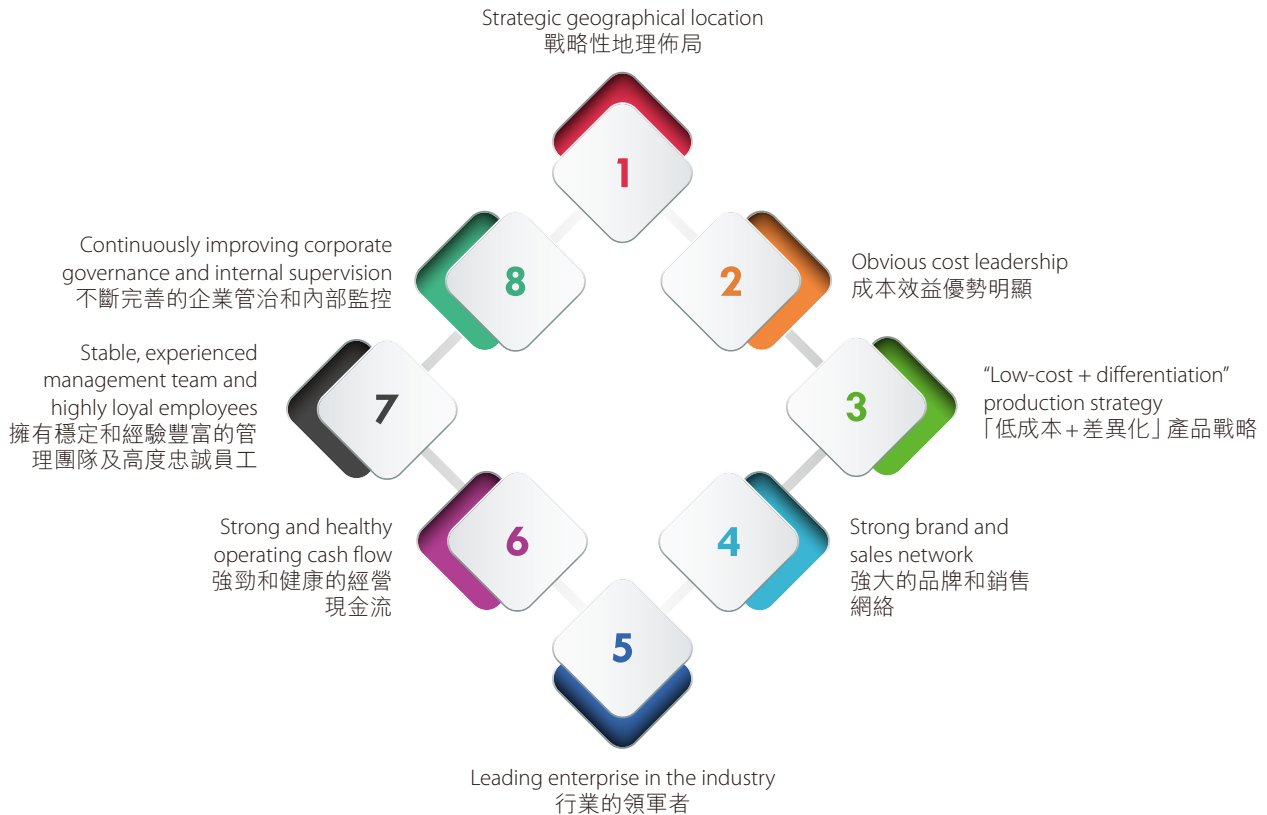 Strategic geographical location
戰略性地理佈局
1
2
Obvious cost leadership
成本效益優勢明顯
3
“Low-cost + differentiation”
production strategy
「低成本+差異化」產品戰略
4
Strong brand and
sales network
強大的品牌和銷售
網絡
5
Leading enterprise in the industry
行業的領軍者
6
Strong and healthy
operating cash flow
強勁和健康的經營
現金流
7
Stable, experienced
management team and
highly loyal employees
擁有穩定和經驗豐富的管
理團隊及高度忠誠員工
8
Continuously improving corporate
governance and internal supervision
不斷完善的企業管治和內部監控